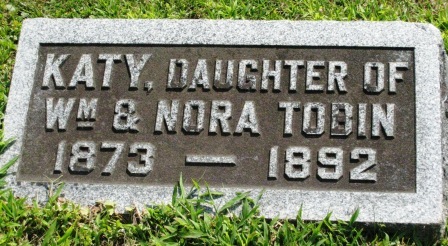 KATY, DAUGHTER OF
WM & NORA TOBIN
1873 — 1892